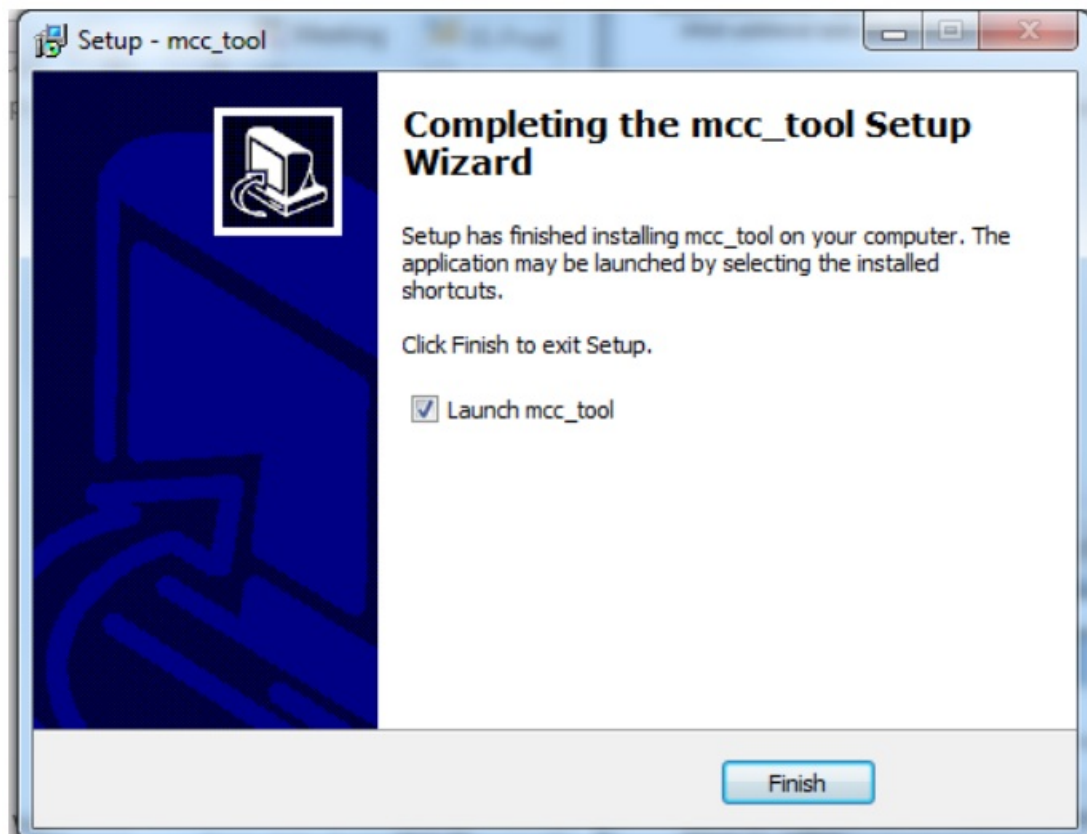 Setup - mcc_tool
Completing the mcc_tool Setup
Wizard
Setup has finished installing mcc_tool on your computer. The
application may be launched by selecting the installed
shortcuts.
Click Finish to exit Setup.
Launch mcc_tool
Finish